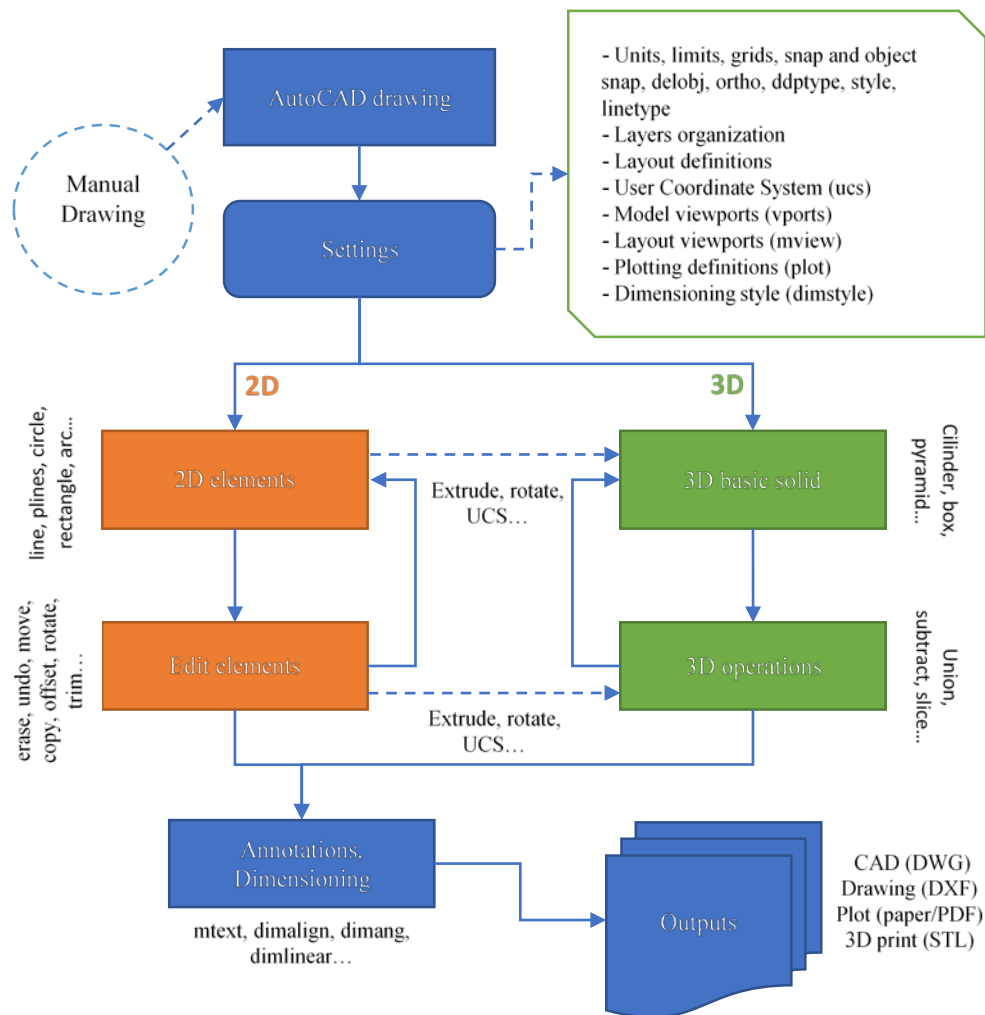 AutoCAD drawing
Manual
Drawing
Settings
- Units, limits, grids, snap and object
snap, delobj, ortho, ddptype, style,
linetype
- Layers organization
- Layout definitions
- User Coordinate System (ucs)
- Model viewports (vports)
- Layout viewports (mview)
- Plotting definitions (plot)
- Dimensioning style (dimstyle)
2D
3D
line, plines, circle,
rectangle, arc...
2D elements
Extrude, rotate,
UCS…
3D basic solid
Cilinder, box,
pyramid...
erase, undo, move,
copy, offset, rotate,
trim…
Edit elements
Extrude, rotate,
UCS…
3D operations
Union,
subtract, slice...
Annotations,
Dimensioning
mtext, dimalign, dimang,
dimlinear…
Outputs
CAD (DWG)
Drawing (DXF)
Plot (paper/PDF)
3D print (STL)